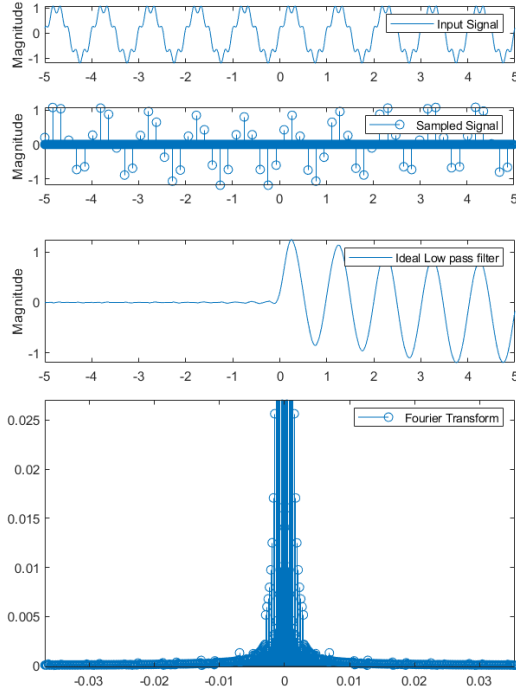 Magnitude
1
0
-1
Input Signal
-5 -4 -3 -2 -1 0 1 2 3 4 5
Magnitude
1
0
-1
Sampled Signal
-5 -4 -3 -2 -1 0 1 2 3 4 5
Magnitude
1
0
-1
Ideal Low pass filter
-5 -4 -3 -2 -1 0 1 2 3 4 5
Fourier Transform
0.025
0.02
0.015
0.01
0.005
0
-0.03 -0.02 -0.01 0 0.01 0.02 0.03